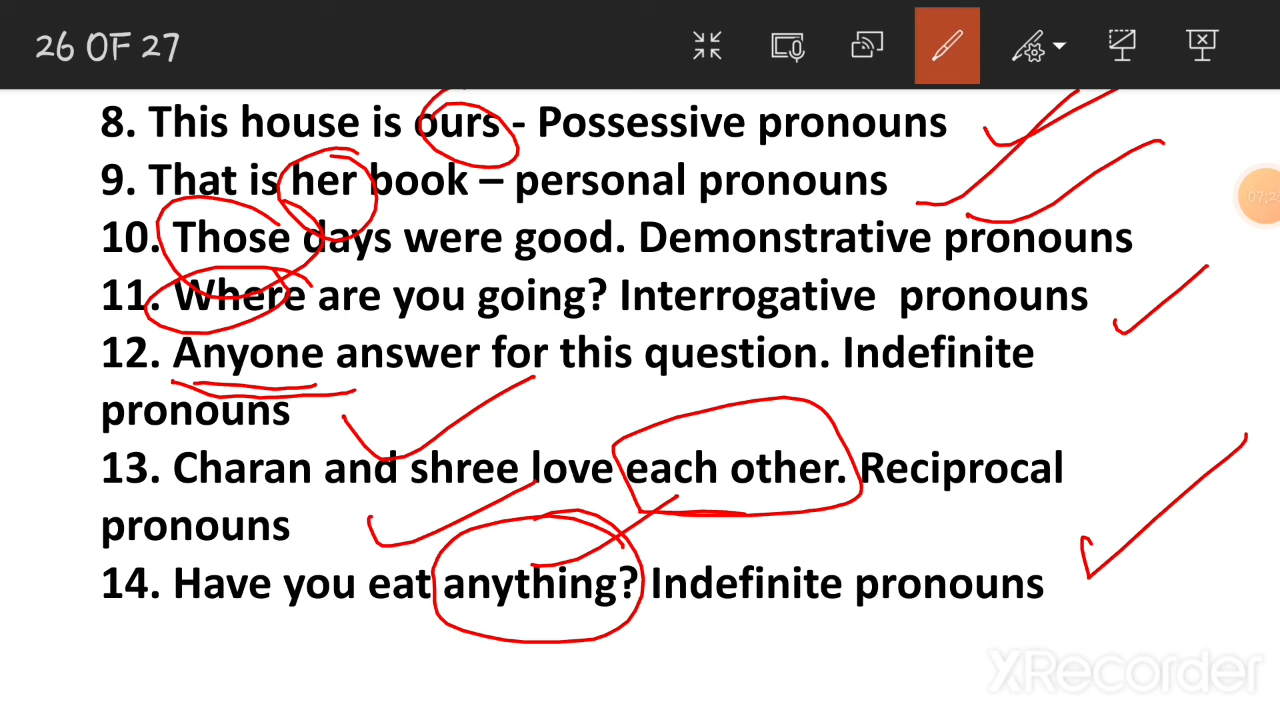 26 OF 27
8. This house is ours - Possessive pronouns
9. That is her book – personal pronouns
10. Those days were good. Demonstrative pronouns
11. Where are you going? Interrogative pronouns
12. Anyone answer for this question. Indefinite
pronouns
13. Charan and shree love each other. Reciprocal
pronouns
14. Have you eat anything? Indefinite pronouns
XRecorder